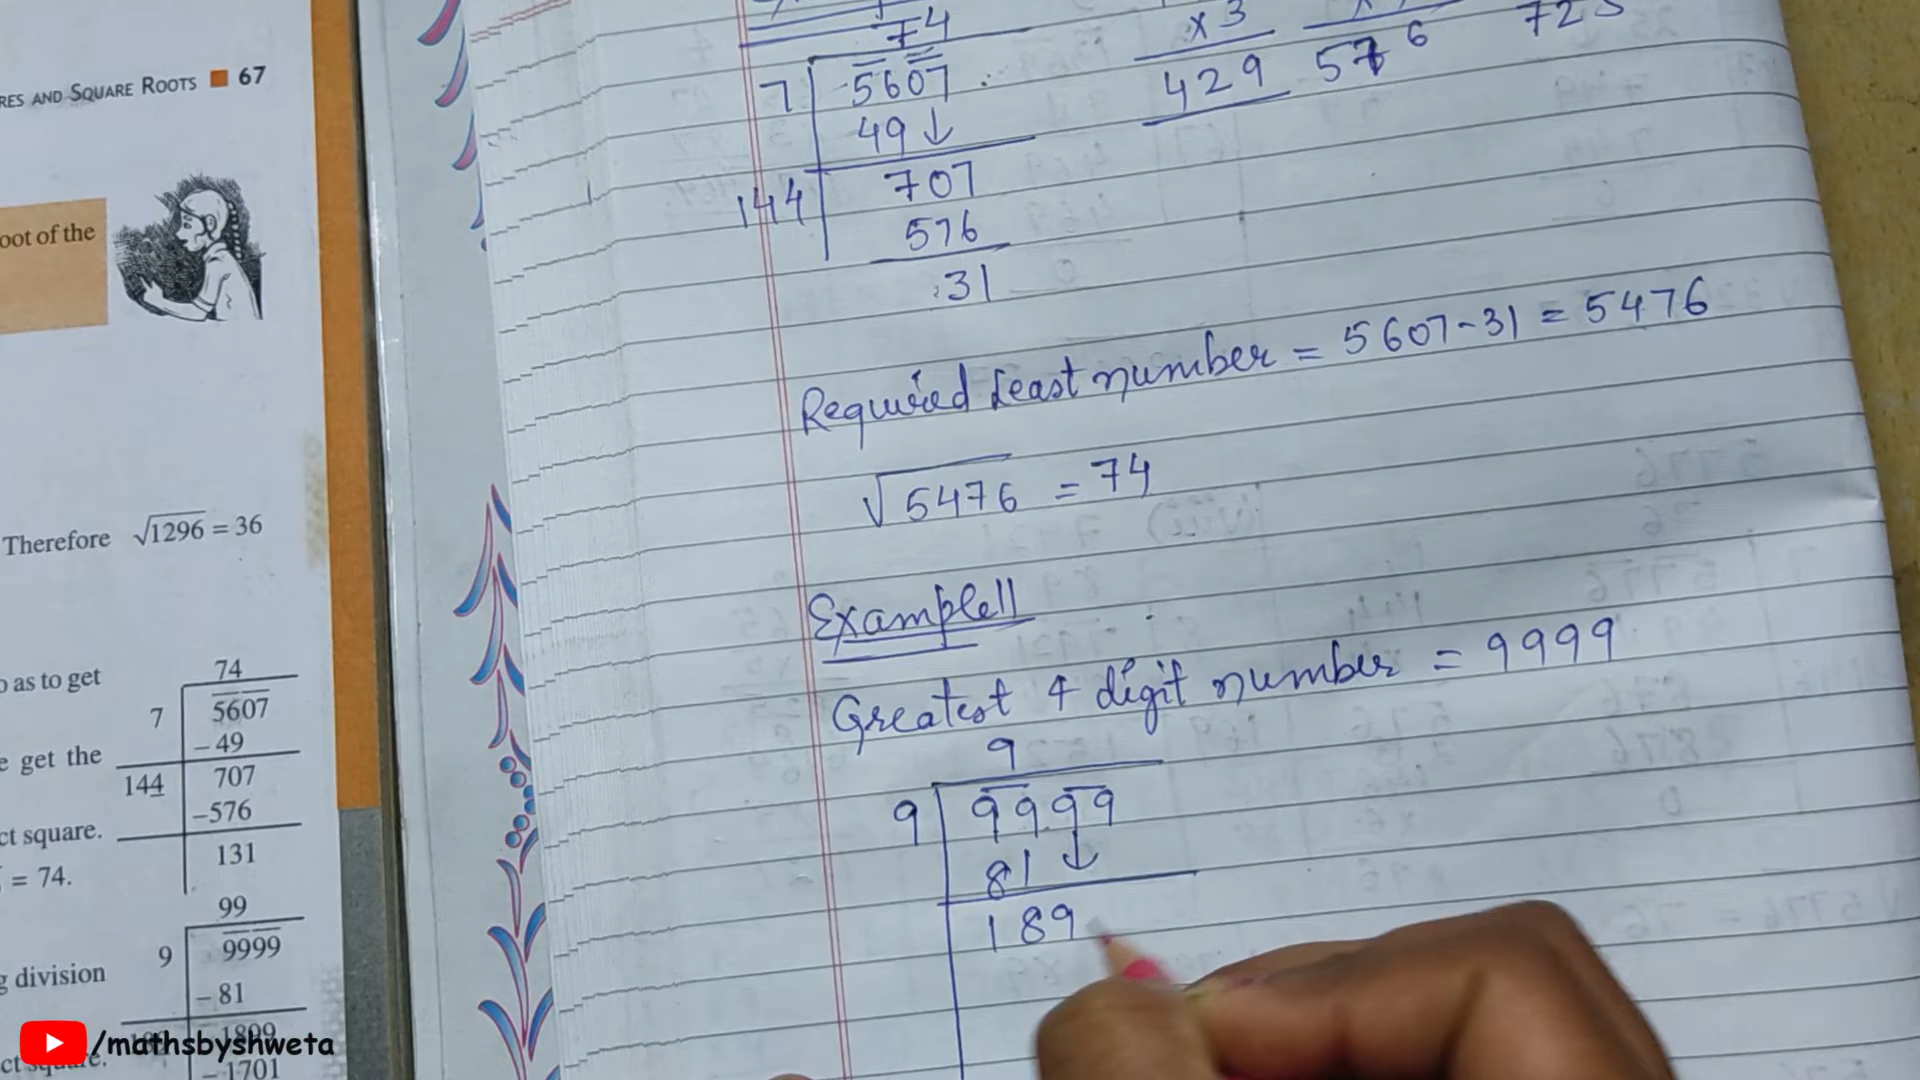 RES AND SQUARE ROOTS ■ 67
oot of the
Therefore √1296 = 36
o as to get
74
7 5607
e get the
– 49
144 707
–576
ct square.
131
= 74.
99
9 9999
g division
– 81
1899
–1701
/mathsbyshweta
74
7 5607
49↓
144 707
576
31
×3
429
576
Required Least number = 5607-31 = 5476
√5476 = 74
Example11
Greatest 4 digit number = 9999
9
9 9999
81↓
189